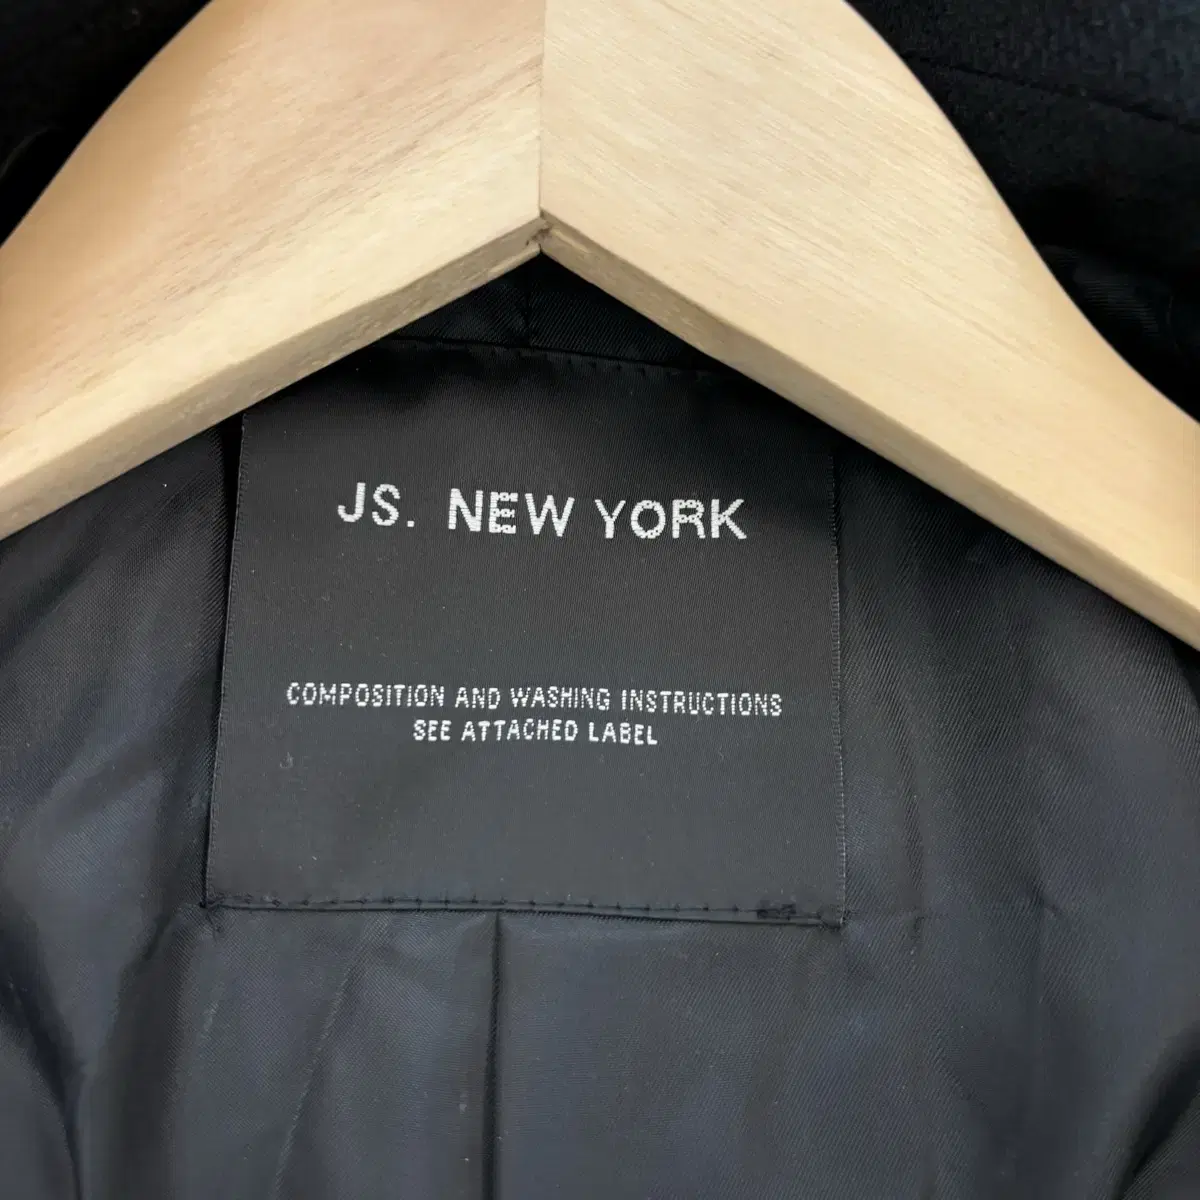 JS. NEW YORK
COMPOSITION AND WASHING INSTRUCTIONS
SEE ATTACHED LABEL